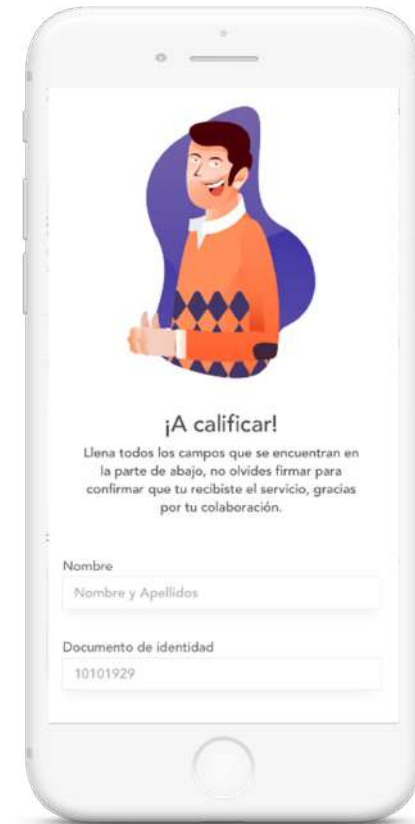 ¡A calificar!
Llena todos los campos que se encuentran en
la parte de abajo, no olvides firmar para
confirmar que tu recibiste el servicio, gracias
por tu colaboración.
Nombre
Nombre y Apellidos
Documento de identidad
10101929